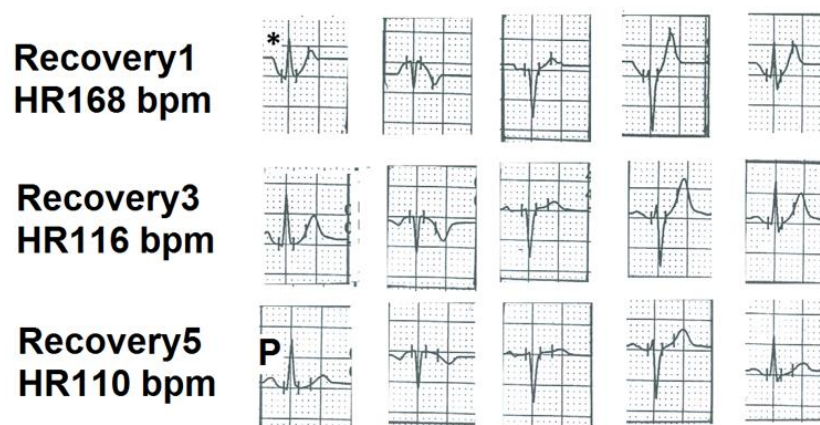 Recovery1
HR168 bpm
*
Recovery3
HR116 bpm
Recovery5
HR110 bpm
P